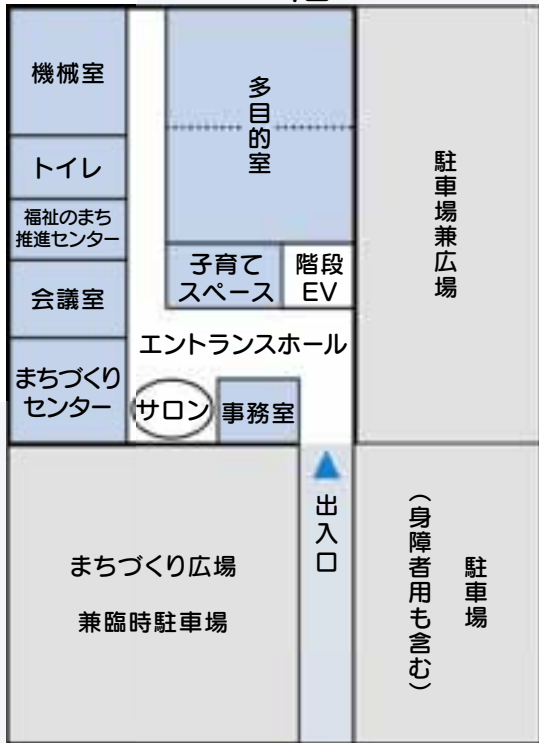 機械室
トイレ
福祉のまち
推進センター
会議室
まちづくり
センター
多目的室
子育て
スペース
階段
EV
エントランスホール
サロン
事務室
駐車場兼広場
まちづくり広場
兼臨時駐車場
出入口
駐車場
（身障者用も含む）